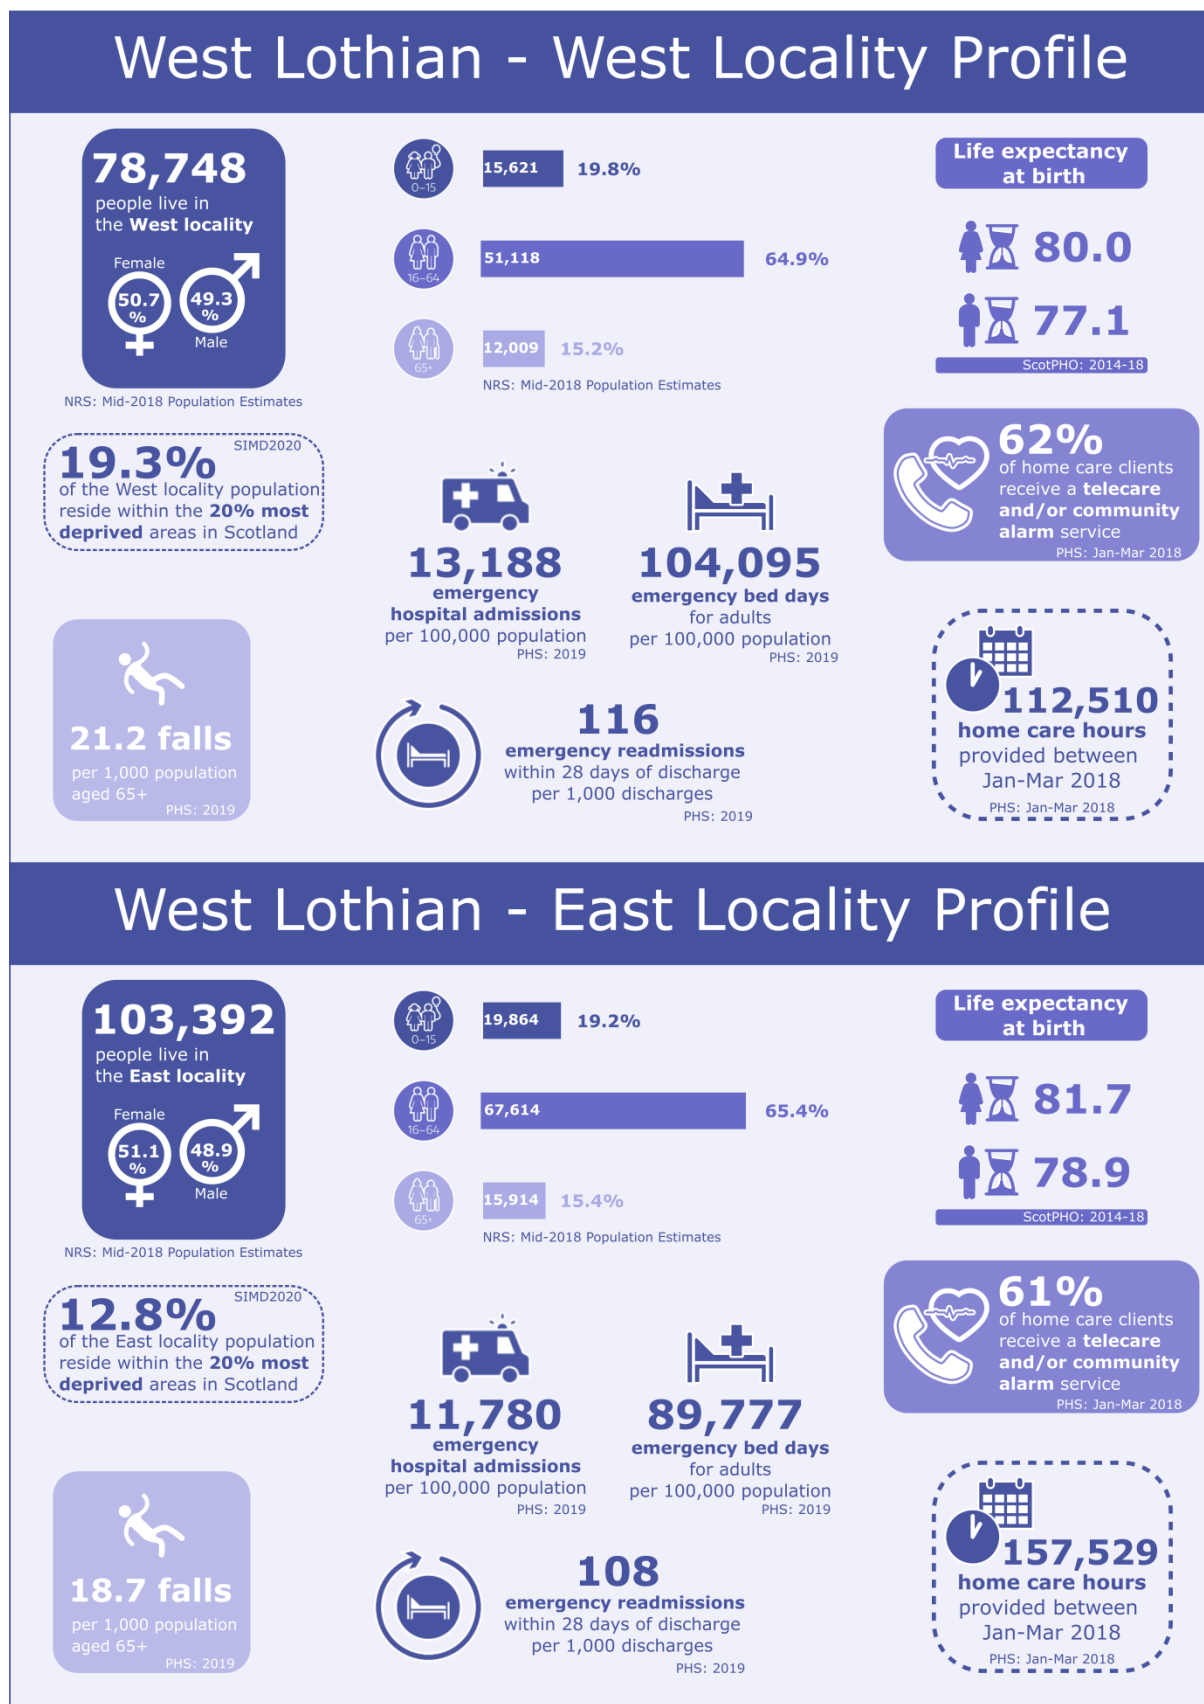 West Lothian - West Locality Profile
78,748
people live in
the West locality
Female
50.7
%
49.3
%
Male
NRS: Mid-2018 Population Estimates
0–15
15,621
19.8%
16–64
51,118
64.9%
65+
12,009
15.2%
NRS: Mid-2018 Population Estimates
Life expectancy
at birth
80.0
77.1
ScotPHO: 2014-18
SIMD2020
19.3%
of the West locality population
reside within the 20% most
deprived areas in Scotland
13,188
emergency
hospital admissions
per 100,000 population
PHS: 2019
104,095
emergency bed days
for adults
per 100,000 population
PHS: 2019
62%
of home care clients
receive a telecare
and/or community
alarm service
PHS: Jan-Mar 2018
21.2 falls
per 1,000 population
aged 65+
PHS: 2019
116
emergency readmissions
within 28 days of discharge
per 1,000 discharges
PHS: 2019
112,510
home care hours
provided between
Jan-Mar 2018
PHS: Jan-Mar 2018
West Lothian - East Locality Profile
103,392
people live in
the East locality
Female
51.1
%
48.9
%
Male
NRS: Mid-2018 Population Estimates
0–15
19,864
19.2%
16–64
67,614
65.4%
65+
15,914
15.4%
NRS: Mid-2018 Population Estimates
Life expectancy
at birth
81.7
78.9
ScotPHO: 2014-18
SIMD2020
12.8%
of the East locality population
reside within the 20% most
deprived areas in Scotland
11,780
emergency
hospital admissions
per 100,000 population
PHS: 2019
89,777
emergency bed days
for adults
per 100,000 population
PHS: 2019
61%
of home care clients
receive a telecare
and/or community
alarm service
PHS: Jan-Mar 2018
18.7 falls
per 1,000 population
aged 65+
PHS: 2019
108
emergency readmissions
within 28 days of discharge
per 1,000 discharges
PHS: 2019
157,529
home care hours
provided between
Jan-Mar 2018
PHS: Jan-Mar 2018